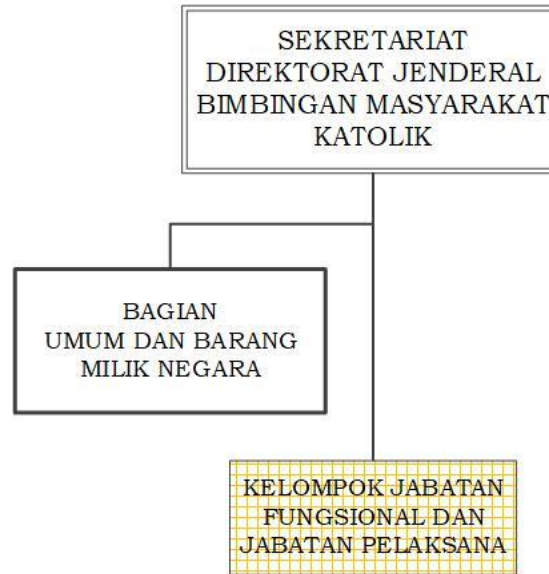 SEKRETARIAT
DIREKTORAT JENDERAL
BIMBINGAN MASYARAKAT
KATOLIK
BAGIAN
UMUM DAN BARANG
MILIK NEGARA
KELOMPOK JABATAN
FUNGSIONAL DAN
JABATAN PELAKSANA